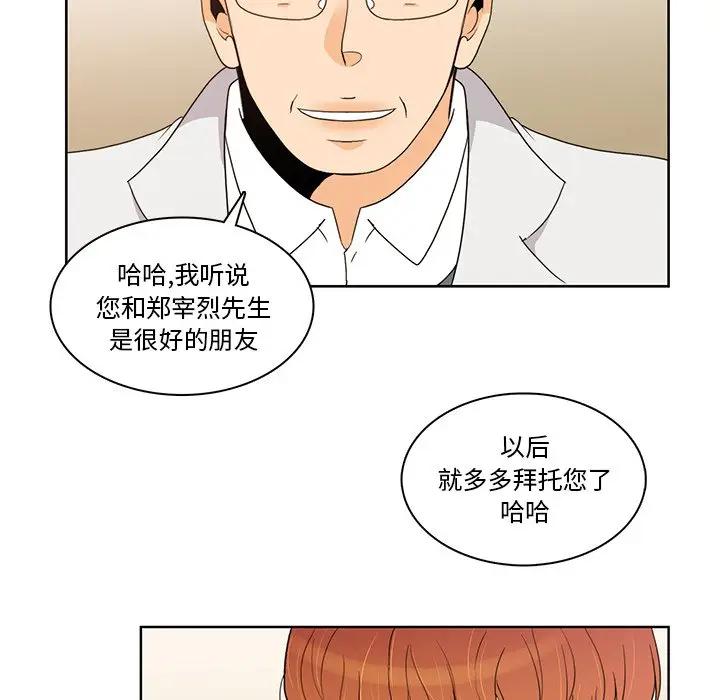 哈哈,我听说
您和郑宰烈先生
是很好的朋友
以后
就多多拜托您了
哈哈